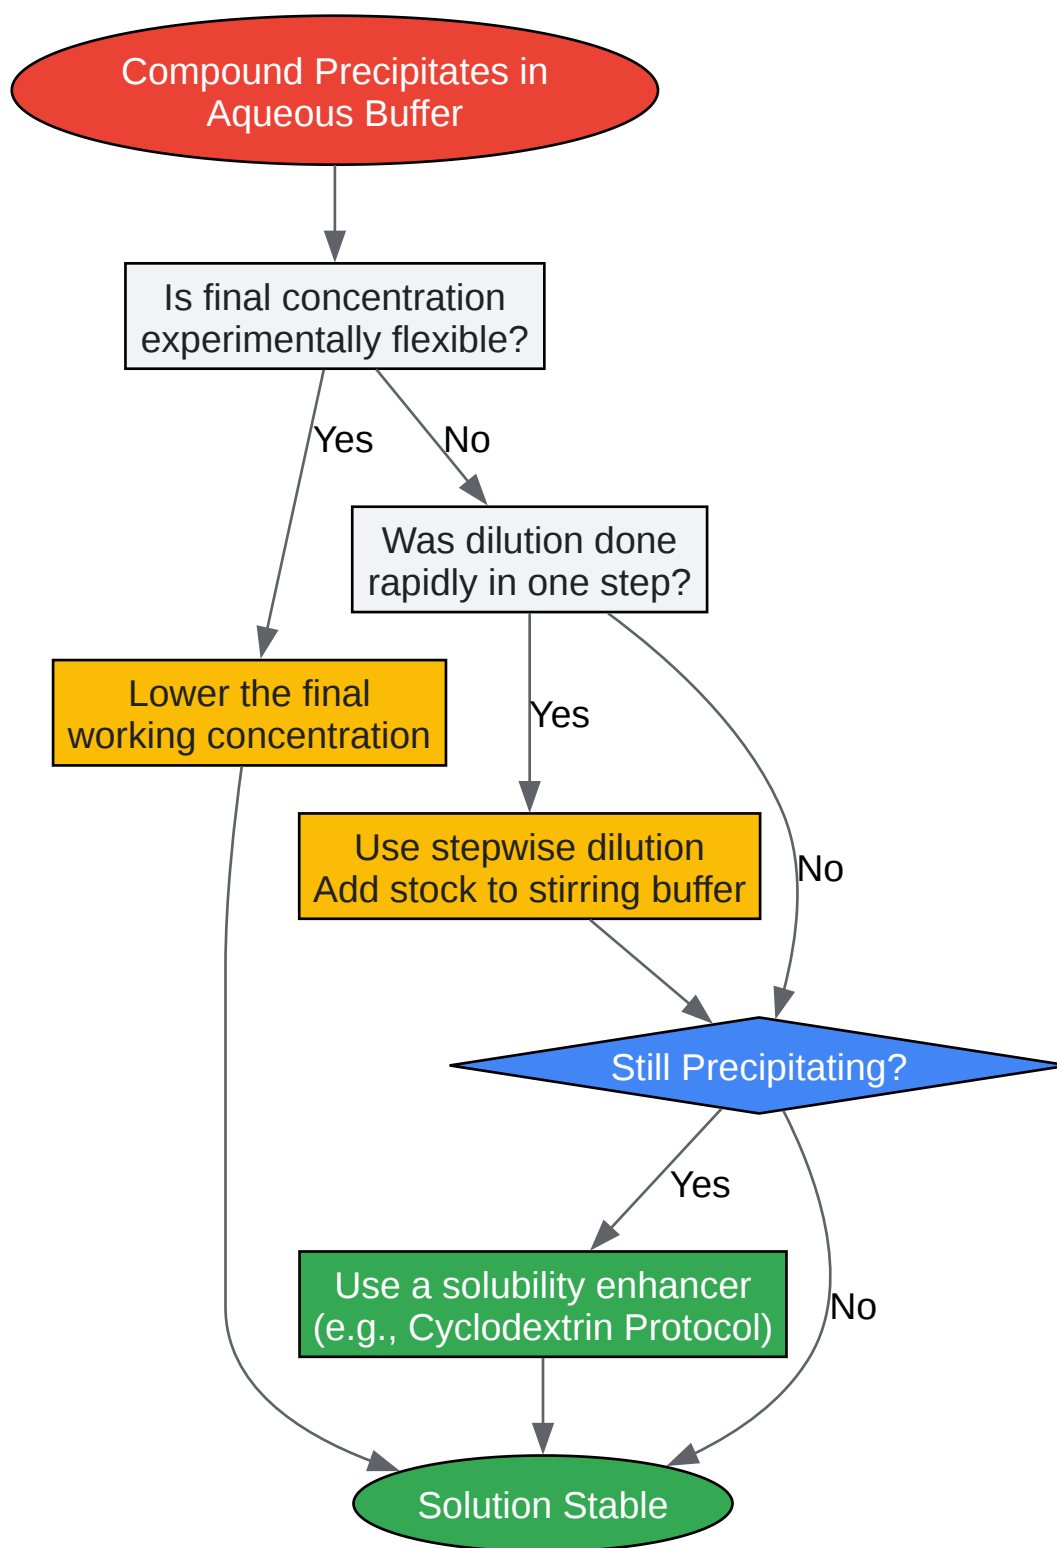 Compound Precipitates in
Aqueous Buffer
Is final concentration
experimentally flexible?
Yes
No
Was dilution done
rapidly in one step?
Lower the final
working concentration
Yes
Use stepwise dilution
Add stock to stirring buffer
No
Still Precipitating?
Yes
Use a solubility enhancer
(e.g., Cyclodextrin Protocol)
No
Solution Stable